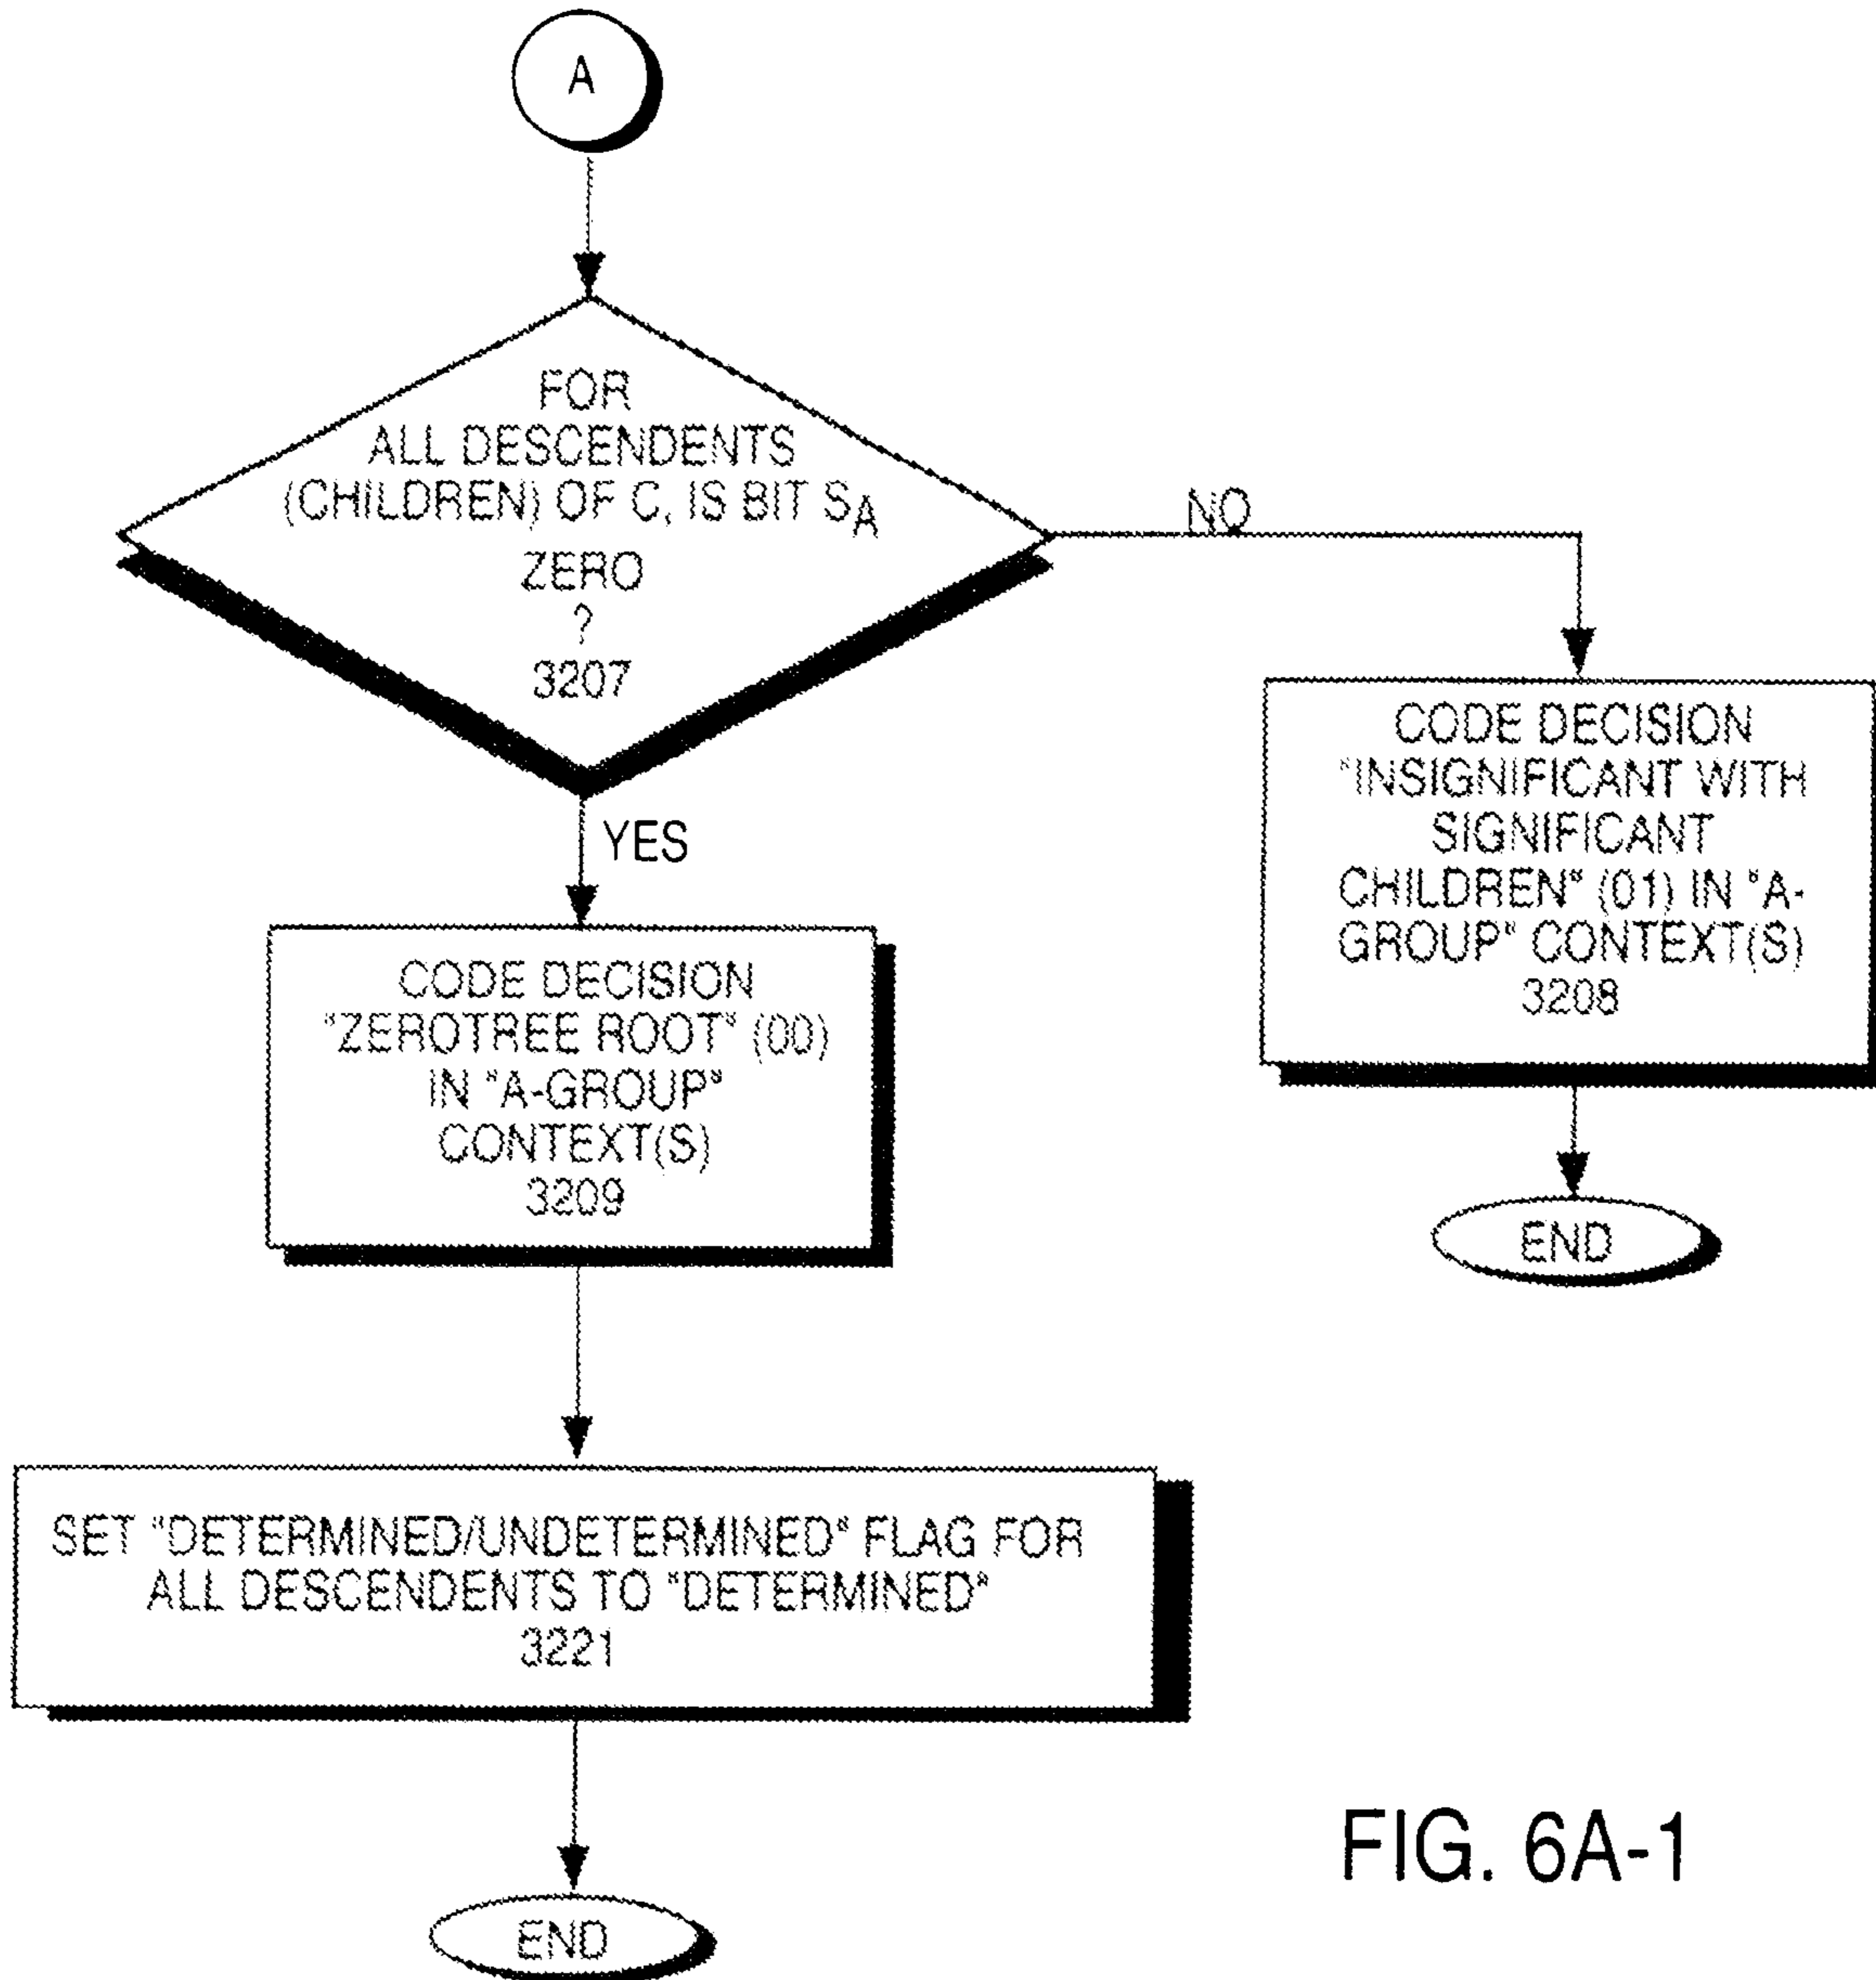 A
FOR
ALL DESCENDENTS
(CHILDREN) OF C, IS BIT SA
ZERO
?
3207
NO
YES
CODE DECISION
"INSIGNIFICANT WITH
SIGNIFICANT
CHILDREN" (01) IN "A-
GROUP" CONTEXT(S)
3208
END
CODE DECISION
"ZEROTREE ROOT" (00)
IN "A-GROUP"
CONTEXT(S)
3209
SET "DETERMINED/UNDETERMINED" FLAG FOR
ALL DESCENDENTS TO "DETERMINED"
3221
END
FIG. 6A-1